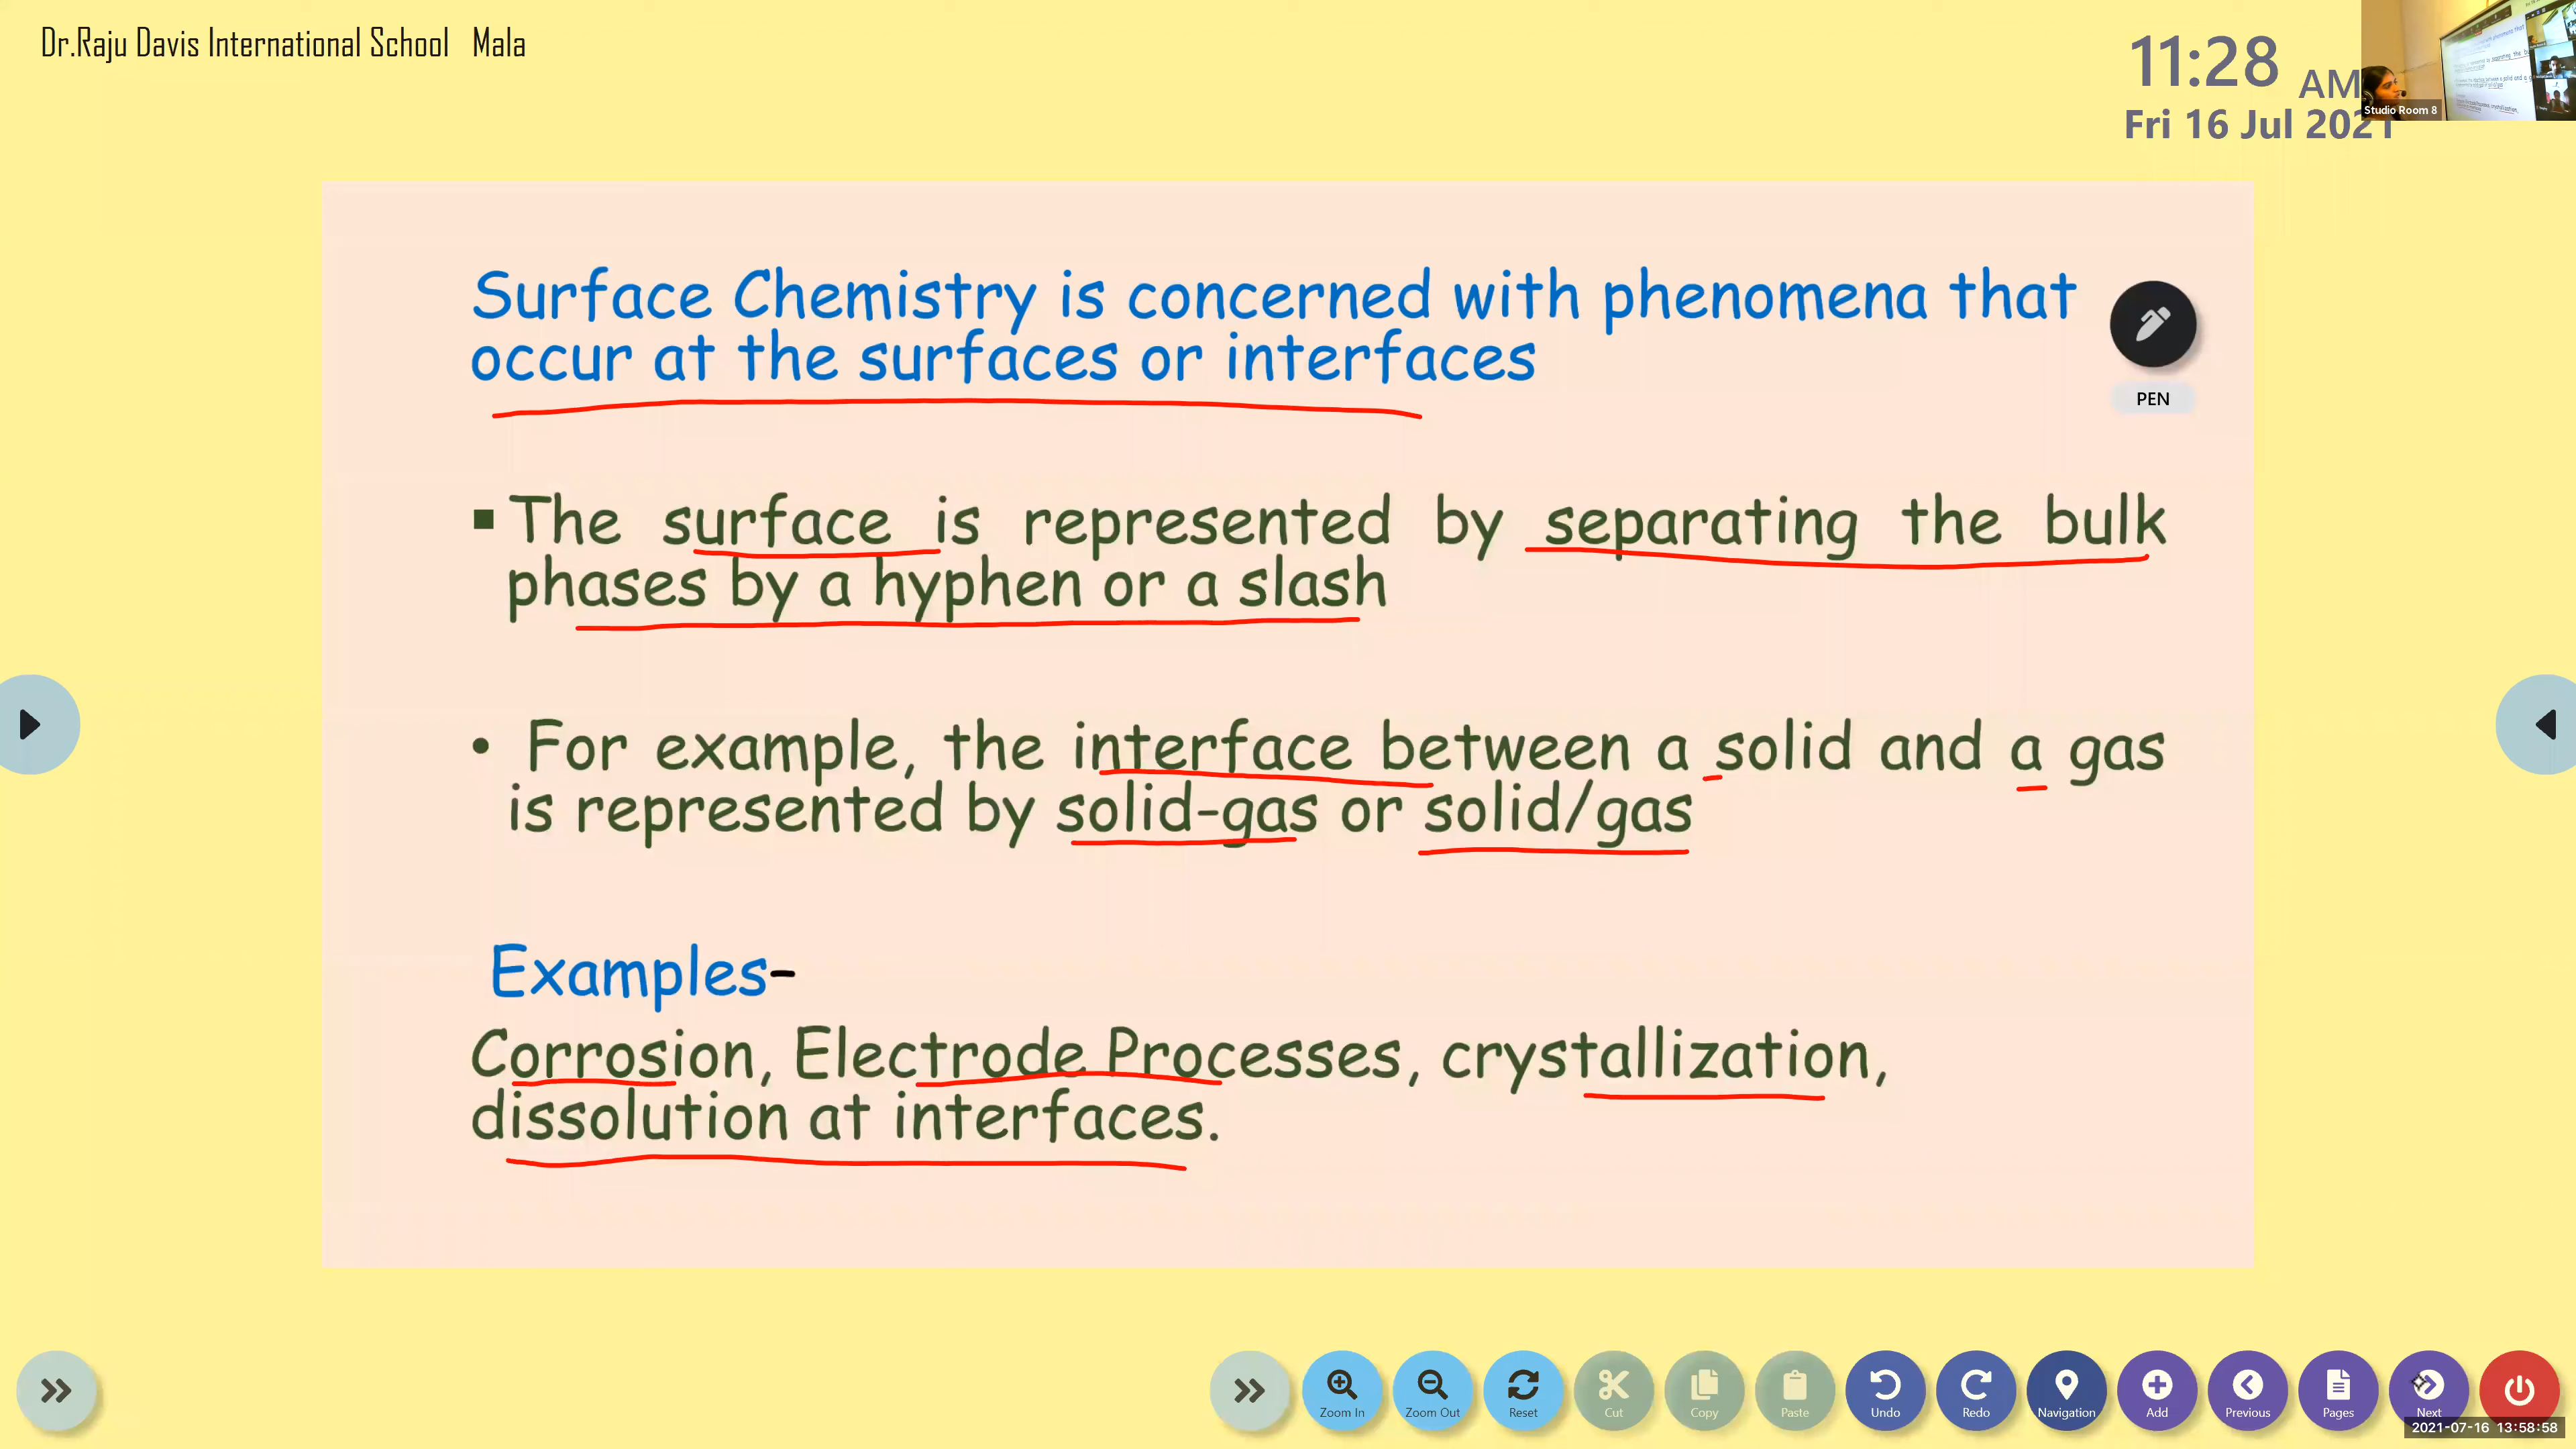 Dr.Raju Davis International School Mala
11:28 AM
Fri 16 Jul 2021
Studio Room 8
Surface Chemistry is concerned with phenomena that
occur at the surfaces or interfaces
PEN
▪ The surface is represented by separating the bulk
phases by a hyphen or a slash
• For example, the interface between a solid and a gas
is represented by solid-gas or solid/gas
Examples-
Corrosion, Electrode Processes, crystallization,
dissolution at interfaces.
Zoom In Zoom Out Reset Cut Copy Paste Undo Redo Navigation Add Previous Pages Next
2021-07-16 13:58:58